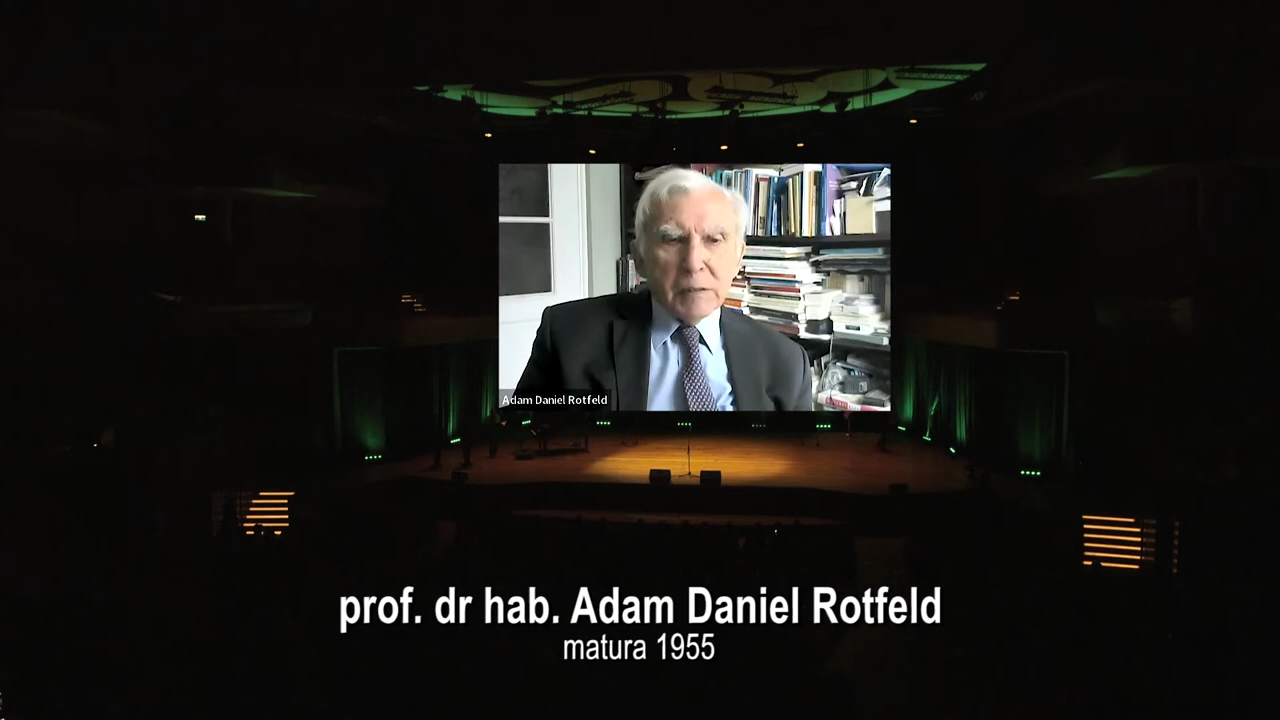 Adam Daniel Rotfeld
prof. dr hab. Adam Daniel Rotfeld
matura 1955